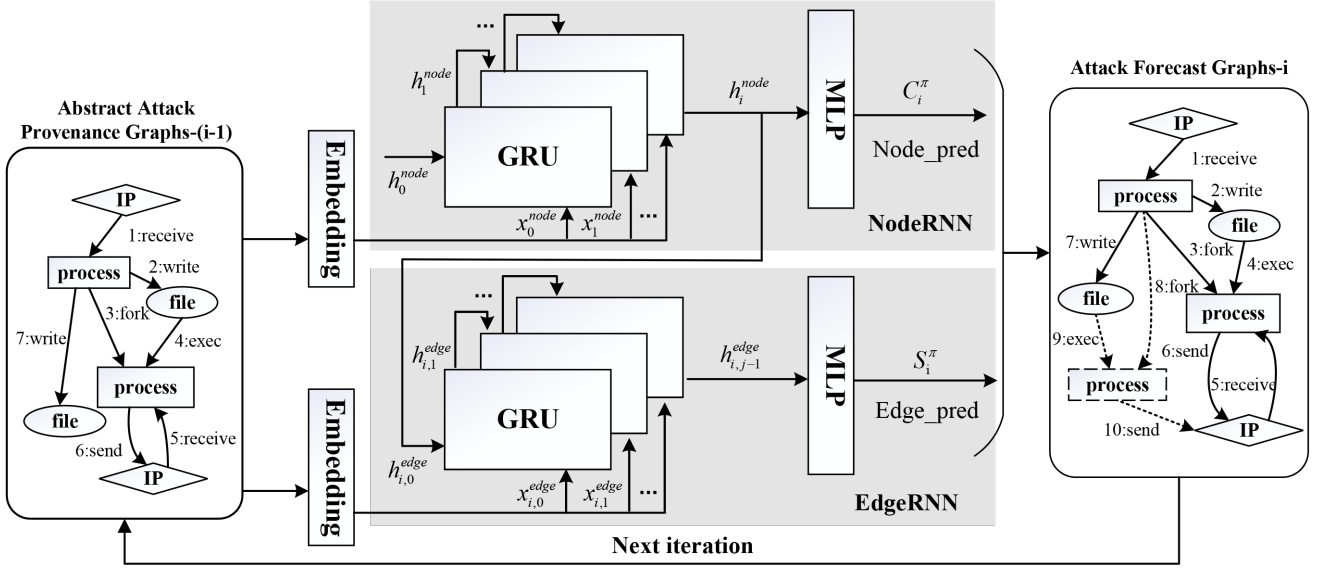 Abstract Attack
Provenance Graphs-(i-1)
IP
1:receive
process
2:write
file
3:fork
7:write
4:exec
process
file
6:send
5:receive
IP
Embedding
Embedding
...
h_1^{node}
GRU
h_0^{node}
x_0^{node}
x_1^{node}
...
h_i^{node}
MLP
C_i^π
Node_pred
NodeRNN
...
h_{i,1}^{edge}
GRU
h_{i,0}^{edge}
x_{i,0}^{edge}
x_{i,1}^{edge}
...
h_{i,j-1}^{edge}
MLP
S_i^π
Edge_pred
EdgeRNN
Attack Forecast Graphs-i
IP
1:receive
process
2:write
file
7:write
3:fork
4:exec
8:fork
file
process
9:exec
6:send
process
5:receive
10:send
IP
Next iteration